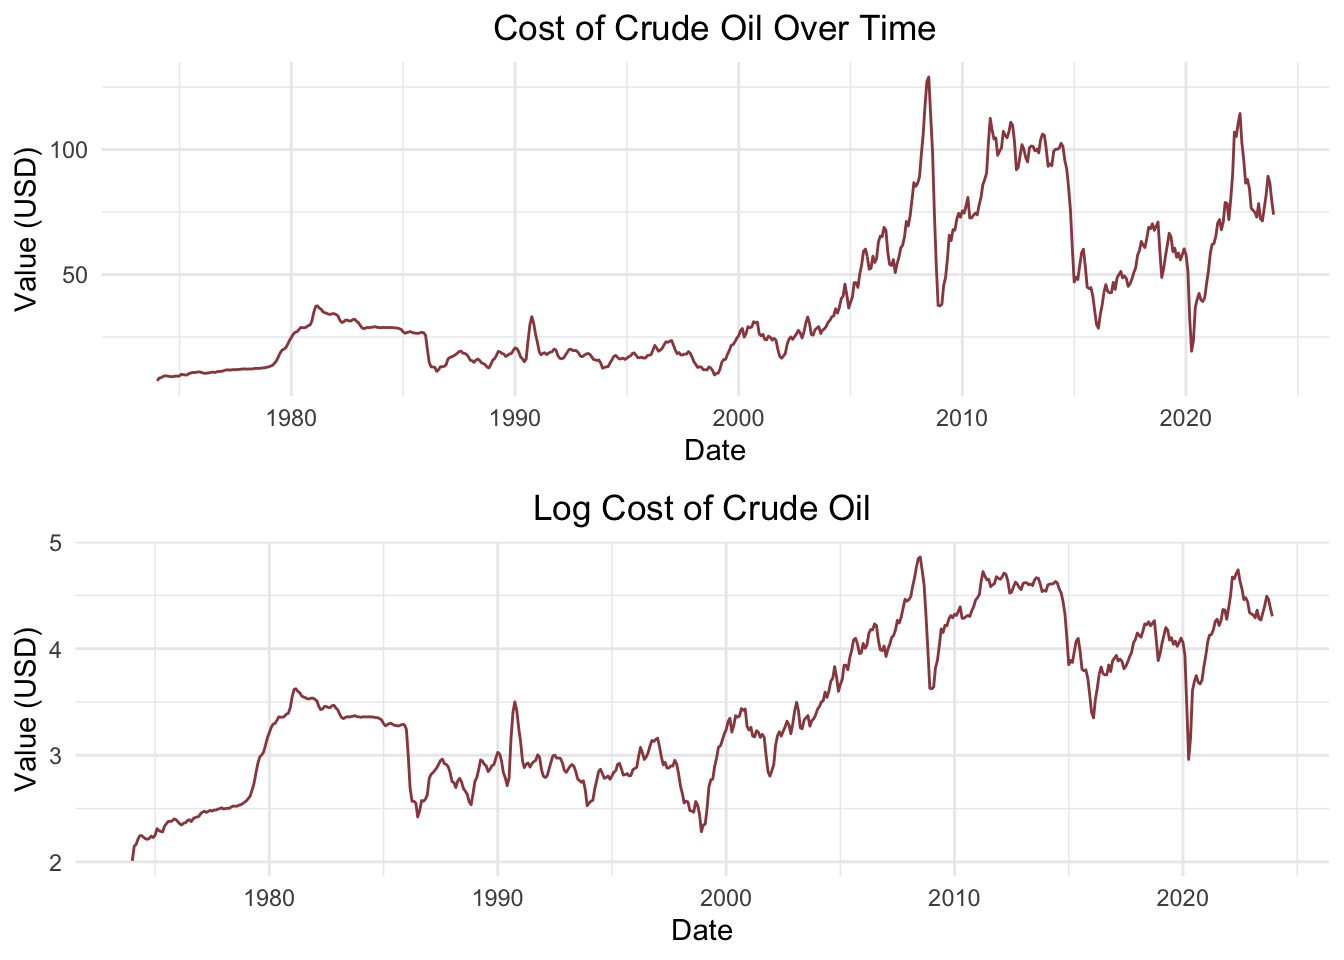 Cost of Crude Oil Over Time
Value (USD)
100
50
1980 1990 2000 2010 2020
Date
Log Cost of Crude Oil
Value (USD)
5
4
3
2
1980 1990 2000 2010 2020
Date